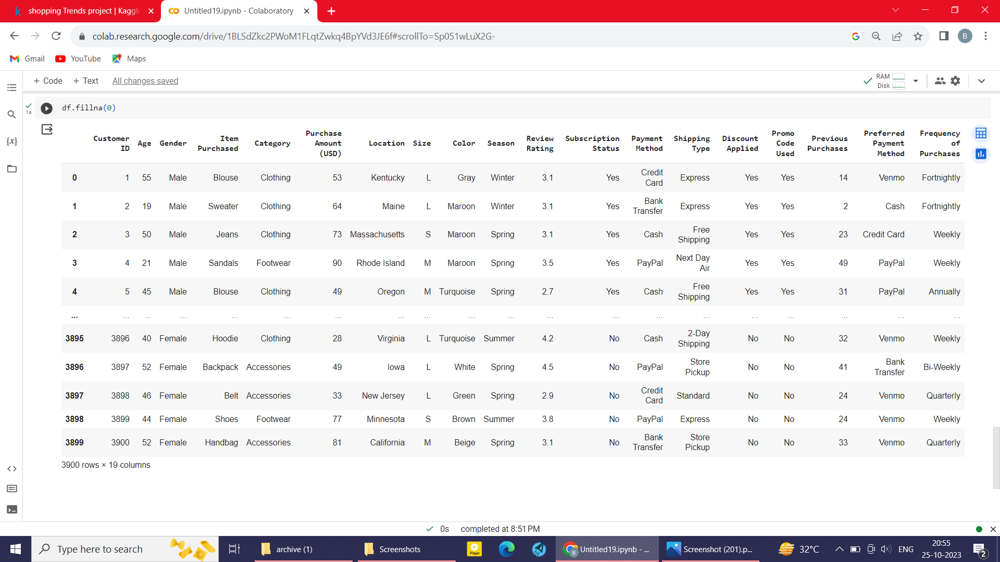 shopping Trends project | Kaggle
Untitled19.ipynb - Colaboratory
colab.research.google.com/drive/1BLSdZkc2PWoM1FLqtZwkq4BpYVd3JE6f#scrollTo=Sp051wLuX2G-
B
Gmail YouTube Maps
+ Code + Text All changes saved
RAM
Disk
1s
df.fillna(0)
{x}
Customer ID Age Gender Item Purchased Category Purchase Amount (USD) Location Size Color Season Review Rating Subscription Status Payment Method Shipping Type Discount Applied Promo Code Used Previous Purchases Preferred Payment Method Frequency of Purchases
0 1 55 Male Blouse Clothing 53 Kentucky L Gray Winter 3.1 Yes Credit Card Express Yes Yes 14 Venmo Fortnightly
1 2 19 Male Sweater Clothing 64 Maine L Maroon Winter 3.1 Yes Bank Transfer Express Yes Yes 2 Cash Fortnightly
2 3 50 Male Jeans Clothing 73 Massachusetts S Maroon Spring 3.1 Yes Cash Free Shipping Yes Yes 23 Credit Card Weekly
3 4 21 Male Sandals Footwear 90 Rhode Island M Maroon Spring 3.5 Yes PayPal Next Day Air Yes Yes 49 PayPal Weekly
4 5 45 Male Blouse Clothing 49 Oregon M Turquoise Spring 2.7 Yes Cash Free Shipping Yes Yes 31 PayPal Annually
... ... ... ... ... ... ... ... ... ... ... ... ... ... ... ... ... ... ... ...
3895 3896 40 Female Hoodie Clothing 28 Virginia L Turquoise Summer 4.2 No Cash 2-Day Shipping No No 32 Venmo Weekly
3896 3897 52 Female Backpack Accessories 49 Iowa L White Spring 4.5 No PayPal Store Pickup No No 41 Bank Transfer Bi-Weekly
3897 3898 46 Female Belt Accessories 33 New Jersey L Green Spring 2.9 No Credit Card Standard No No 24 Venmo Quarterly
3898 3899 44 Female Shoes Footwear 77 Minnesota S Brown Summer 3.8 No PayPal Express No No 24 Venmo Weekly
3899 3900 52 Female Handbag Accessories 81 California M Beige Spring 3.1 No Bank Transfer Store Pickup No No 33 Venmo Quarterly
3900 rows × 19 columns
0s completed at 8:51 PM
Type here to search
archive (1)
Screenshots
Player
Untitled19.ipynb - ...
Screenshot (201).p...
32°C
ENG
20:55
25-10-2023
2